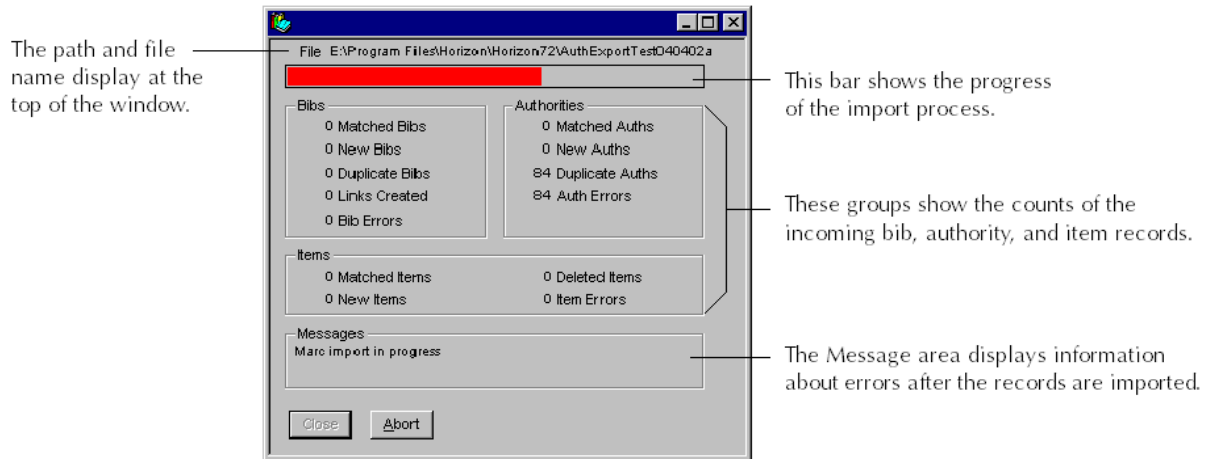 The path and file
name display at the
top of the window.
File E:\Program Files\Horizon\Horizon72\AuthExportTest040402a
This bar shows the progress
of the import process.
Bibs
0 Matched Bibs
0 New Bibs
0 Duplicate Bibs
0 Links Created
0 Bib Errors
Authorities
0 Matched Auths
0 New Auths
84 Duplicate Auths
84 Auth Errors
These groups show the counts of the
incoming bib, authority, and item records.
Items
0 Matched Items
0 New Items
0 Deleted Items
0 Item Errors
Messages
Marc import in progress
The Message area displays information
about errors after the records are imported.
Close
Abort